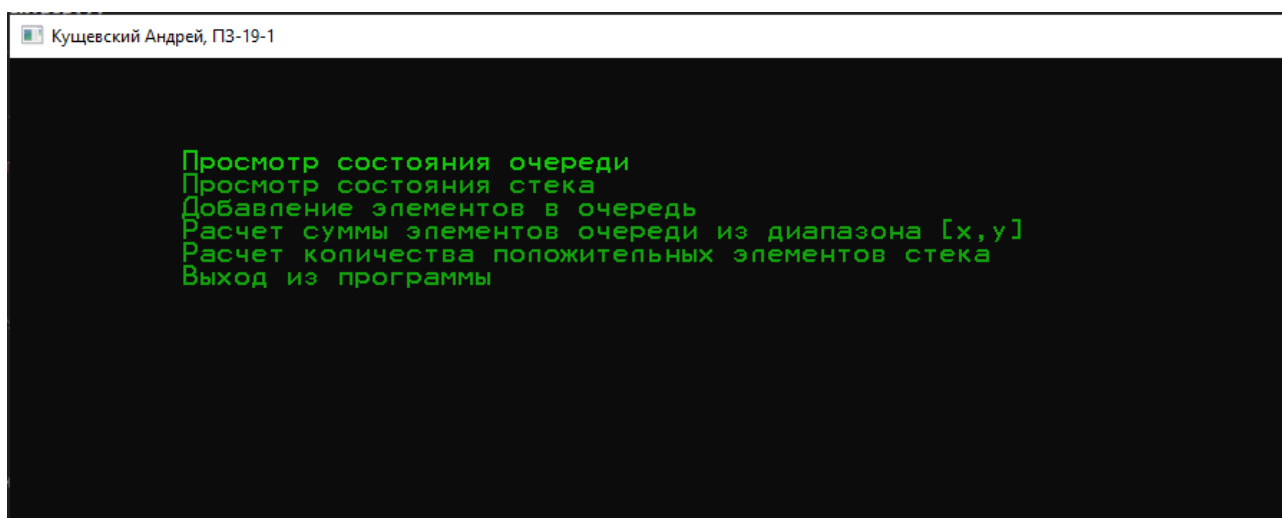 Кущевский Андрей, ПЗ-19-1
Просмотр состояния очереди
Просмотр состояния стека
Добавление элементов в очередь
Расчет суммы элементов очереди из диапазона [x,y]
Расчет количества положительных элементов стека
Выход из программы